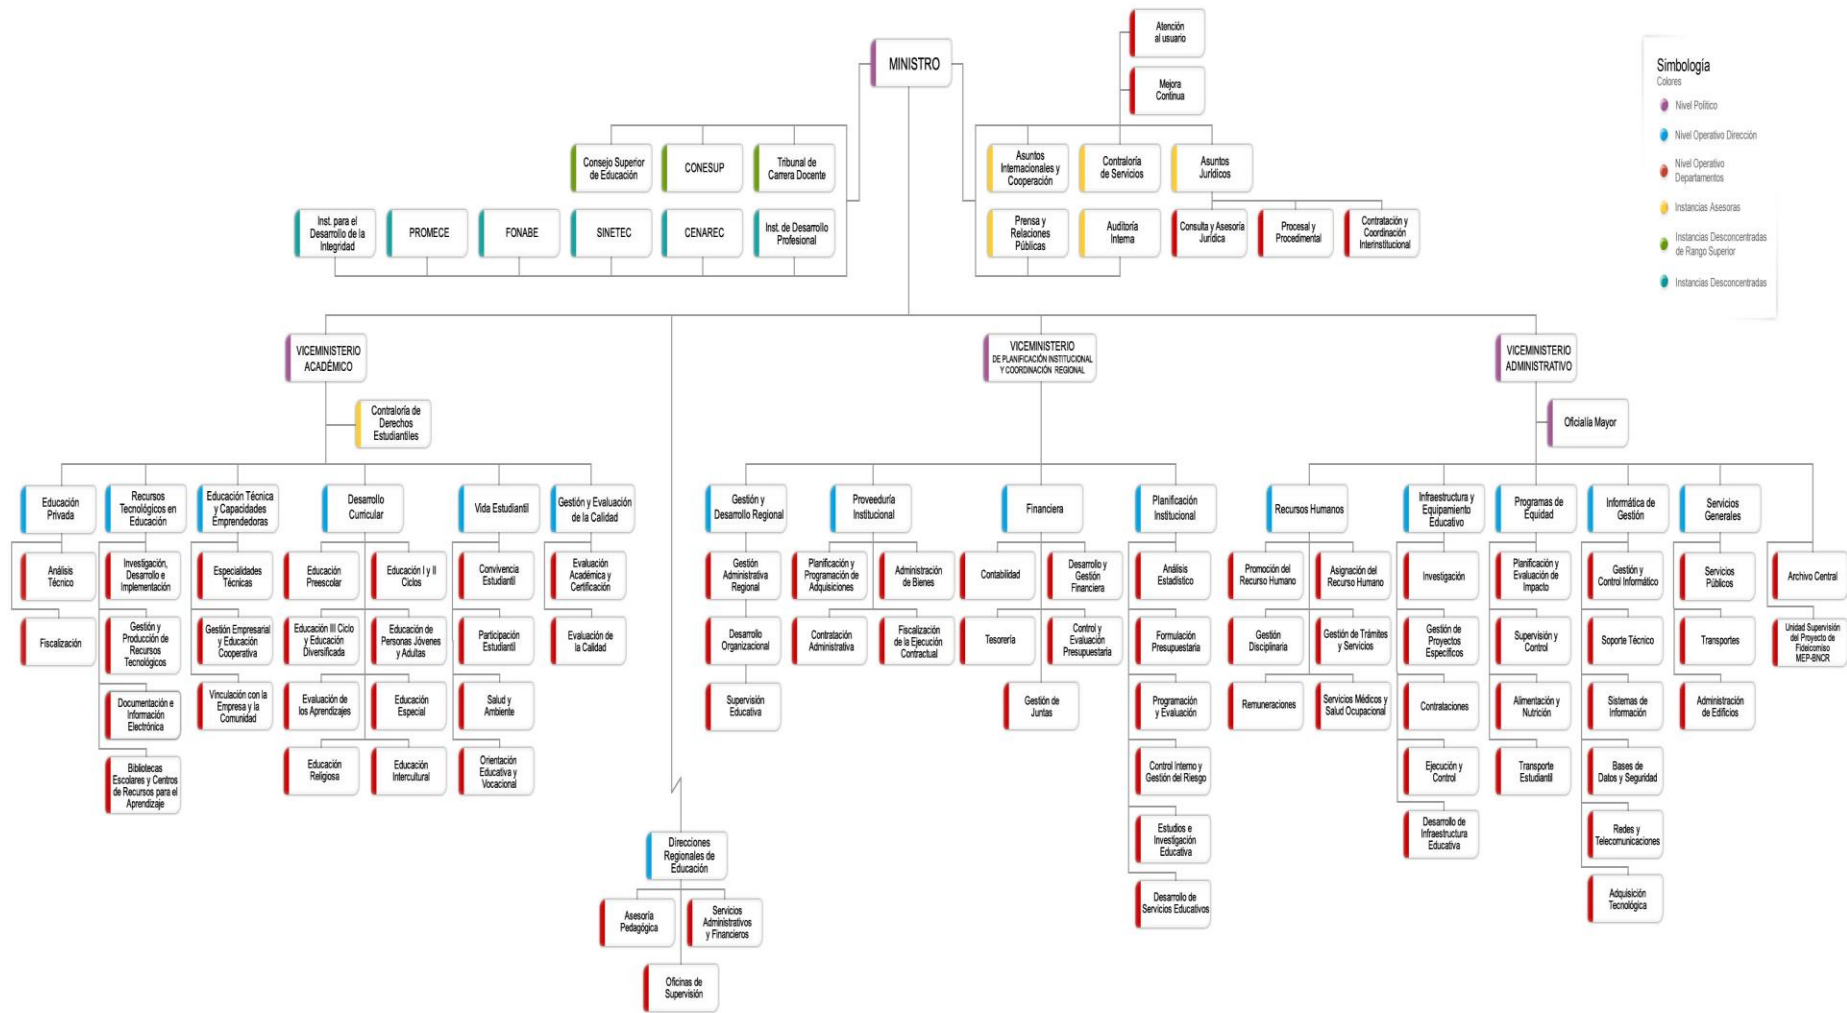 MINISTRO
Atención
al usuario
Mejora
Continua
Simbología
Colores
Nivel Político
Nivel Operativo Dirección
Nivel Operativo
Departamentos
Instancias Asesoras
Instancias Desconcentradas
de Rango Superior
Instancias Desconcentradas
Consejo Superior
de Educación
CONESUP
Tribunal de
Carrera Docente
Asuntos
Internacionales y
Cooperación
Contraloría
de Servicios
Asuntos
Jurídicos
Inst. para el
Desarrollo de la
Integridad
PROMECE
FONABE
SINETEC
CENAREC
Inst. de Desarrollo
Profesional
Prensa y
Relaciones
Públicas
Auditoría
Interna
Consulta y Asesoría
Jurídica
Procesal y
Procedimental
Contratación y
Coordinación
Interinstitucional
VICEMINISTERIO
ACADÉMICO
VICEMINISTERIO
DE PLANIFICACIÓN INSTITUCIONAL
Y COORDINACIÓN REGIONAL
VICEMINISTERIO
ADMINISTRATIVO
Contraloría de
Derechos
Estudiantiles
Oficialía Mayor
Educación
Privada
Análisis
Técnico
Fiscalización
Recursos
Tecnológicos en
Educación
Investigación,
Desarrollo e
Implementación
Gestión y
Producción de
Recursos
Tecnológicos
Documentación e
Información
Electrónica
Bibliotecas
Escolares y Centros
de Recursos para el
Aprendizaje
Educación Técnica
y Capacidades
Emprendedoras
Especialidades
Técnicas
Gestión Empresarial
y Educación
Cooperativa
Vinculación con la
Empresa y la
Comunidad
Desarrollo
Curricular
Educación
Preescolar
Educación I y II
Ciclos
Educación III Ciclo
y Educación
Diversificada
Educación de
Personas Jóvenes
y Adultas
Evaluación de
los Aprendizajes
Educación
Especial
Educación
Religiosa
Educación
Intercultural
Vida Estudiantil
Convivencia
Estudiantil
Participación
Estudiantil
Salud y
Ambiente
Orientación
Educativa y
Vocacional
Gestión y Evaluación
de la Calidad
Evaluación
Académica y
Certificación
Evaluación de
la Calidad
Direcciones
Regionales de
Educación
Asesoría
Pedagógica
Servicios
Administrativos
y Financieros
Oficinas de
Supervisión
Gestión y
Desarrollo Regional
Gestión
Administrativa
Regional
Desarrollo
Organizacional
Supervisión
Educativa
Proveeduría
Institucional
Planificación y
Programación de
Adquisiciones
Administración
de Bienes
Contratación
Administrativa
Fiscalización
de la Ejecución
Contractual
Financiera
Contabilidad
Desarrollo y
Gestión
Financiera
Tesorería
Control y
Evaluación
Presupuestaria
Gestión de
Juntas
Planificación
Institucional
Análisis
Estadístico
Formulación
Presupuestaria
Programación
y Evaluación
Control Interno y
Gestión del Riesgo
Estudios e
Investigación
Educativa
Desarrollo de
Servicios Educativos
Recursos Humanos
Promoción del
Recurso Humano
Asignación del
Recurso Humano
Gestión
Disciplinaria
Gestión de Trámites
y Servicios
Remuneraciones
Servicios Médicos y
Salud Ocupacional
Infraestructura y
Equipamiento
Educativo
Investigación
Gestión de
Proyectos
Específicos
Contrataciones
Ejecución y
Control
Desarrollo de
Infraestructura
Educativa
Programas de
Equidad
Planificación y
Evaluación de
Impacto
Supervisión y
Control
Alimentación y
Nutrición
Transporte
Estudiantil
Informática de
Gestión
Gestión y
Control Informático
Soporte Técnico
Sistemas de
Información
Bases de
Datos y Seguridad
Redes y
Telecomunicaciones
Adquisición
Tecnológica
Servicios
Generales
Servicios
Públicos
Transportes
Administración
de Edificios
Archivo Central
Unidad Supervisión
del Proyecto de
Fideicomiso
MEP-BNCR